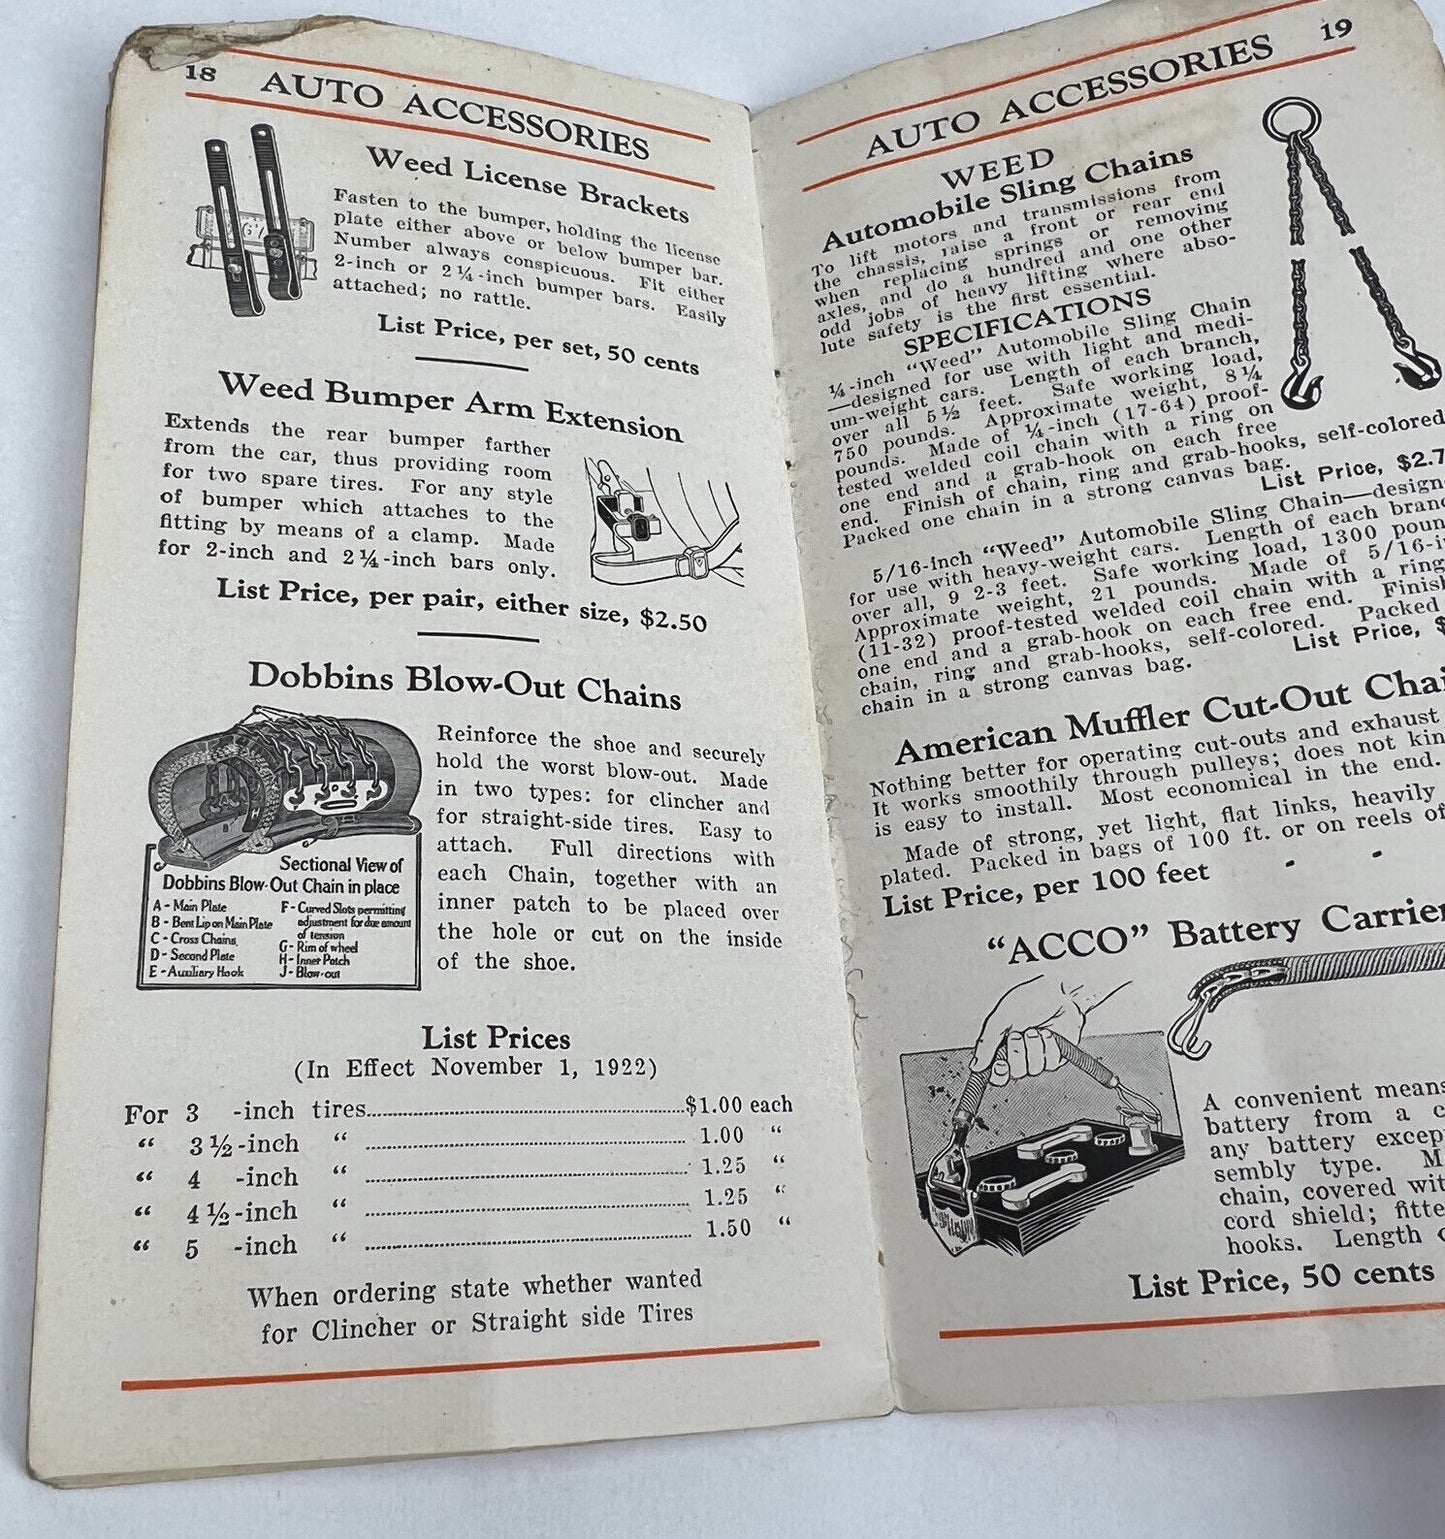 18 AUTO ACCESSORIES
Weed License Brackets
Fasten to the bumper, holding the license
plate either above or below bumper bar.
Number always conspicuous. Fit either
2-inch or 2¼-inch bumper bars. Easily
attached; no rattle.
List Price, per set, 50 cents
Weed Bumper Arm Extension
Extends the rear bumper farther
from the car, thus providing room
for two spare tires. For any style
of bumper which attaches to the
fitting by means of a clamp. Made
for 2-inch and 2¼-inch bars only.
List Price, per pair, either size, $2.50
Dobbins Blow-Out Chains
Reinforce the shoe and securely
hold the worst blow-out. Made
in two types: for clincher and
for straight-side tires. Easy to
attach. Full directions with
each Chain, together with an
inner patch to be placed over
the hole or cut on the inside
of the shoe.
Sectional View of
Dobbins Blow-Out Chain in place
A - Main Plate
B - Bent Lip on Main Plate
C - Cross Chains
D - Second Plate
E - Auxiliary Hook
F - Curved Slots permitting
adjustment for due amount
of tension
G - Rim of wheel
H - Inner Patch
J - Blow-out
List Prices
(In Effect November 1, 1922)
For 3 -inch tires $1.00 each
“ 3½-inch “ 1.00 “
“ 4 -inch “ 1.25 “
“ 4½-inch “ 1.25 “
“ 5 -inch “ 1.50 “
When ordering state whether wanted
for Clincher or Straight side Tires
AUTO ACCESSORIES 19
WEED
Automobile Sling Chains
To lift motors and transmissions from
the chassis, raise a front or rear end
when replacing springs or removing
axles, and do a hundred and one other
odd jobs of heavy lifting where abso-
lute safety is the first essential.
SPECIFICATIONS
¼-inch “Weed” Automobile Sling Chain
—designed for use with light and medi-
um-weight cars. Length of each branch,
over all 5½ feet. Safe working load,
750 pounds. Approximate weight, 8¼
pounds. Made of ¼-inch (17-64) proof-
tested welded coil chain with a ring on
one end and a grab-hook on each free
end. Finish of chain, ring and grab-hooks, self-colored
Packed one chain in a strong canvas bag.
List Price, $2.7
5/16-inch “Weed” Automobile Sling Chain—design
for use with heavy-weight cars. Length of each bran
over all, 9 2-3 feet. Safe working load, 1300 poun
Approximate weight, 21 pounds. Made of 5/16-i
(11-32) proof-tested welded coil chain with a ring
one end and a grab-hook on each free end. Finis
chain, ring and grab-hooks, self-colored. Packed
chain in a strong canvas bag. List Price, $
American Muffler Cut-Out Chai
Nothing better for operating cut-outs and exhaust
It works smoothily through pulleys; does not kin
is easy to install. Most economical in the end.
Made of strong, yet light, flat links, heavily
plated. Packed in bags of 100 ft. or on reels of
List Price, per 100 feet - -
“ACCO” Battery Carrier
A convenient means
battery from a c
any battery excep
sembly type. M
chain, covered wit
cord shield; fitte
hooks. Length
List Price, 50 cents